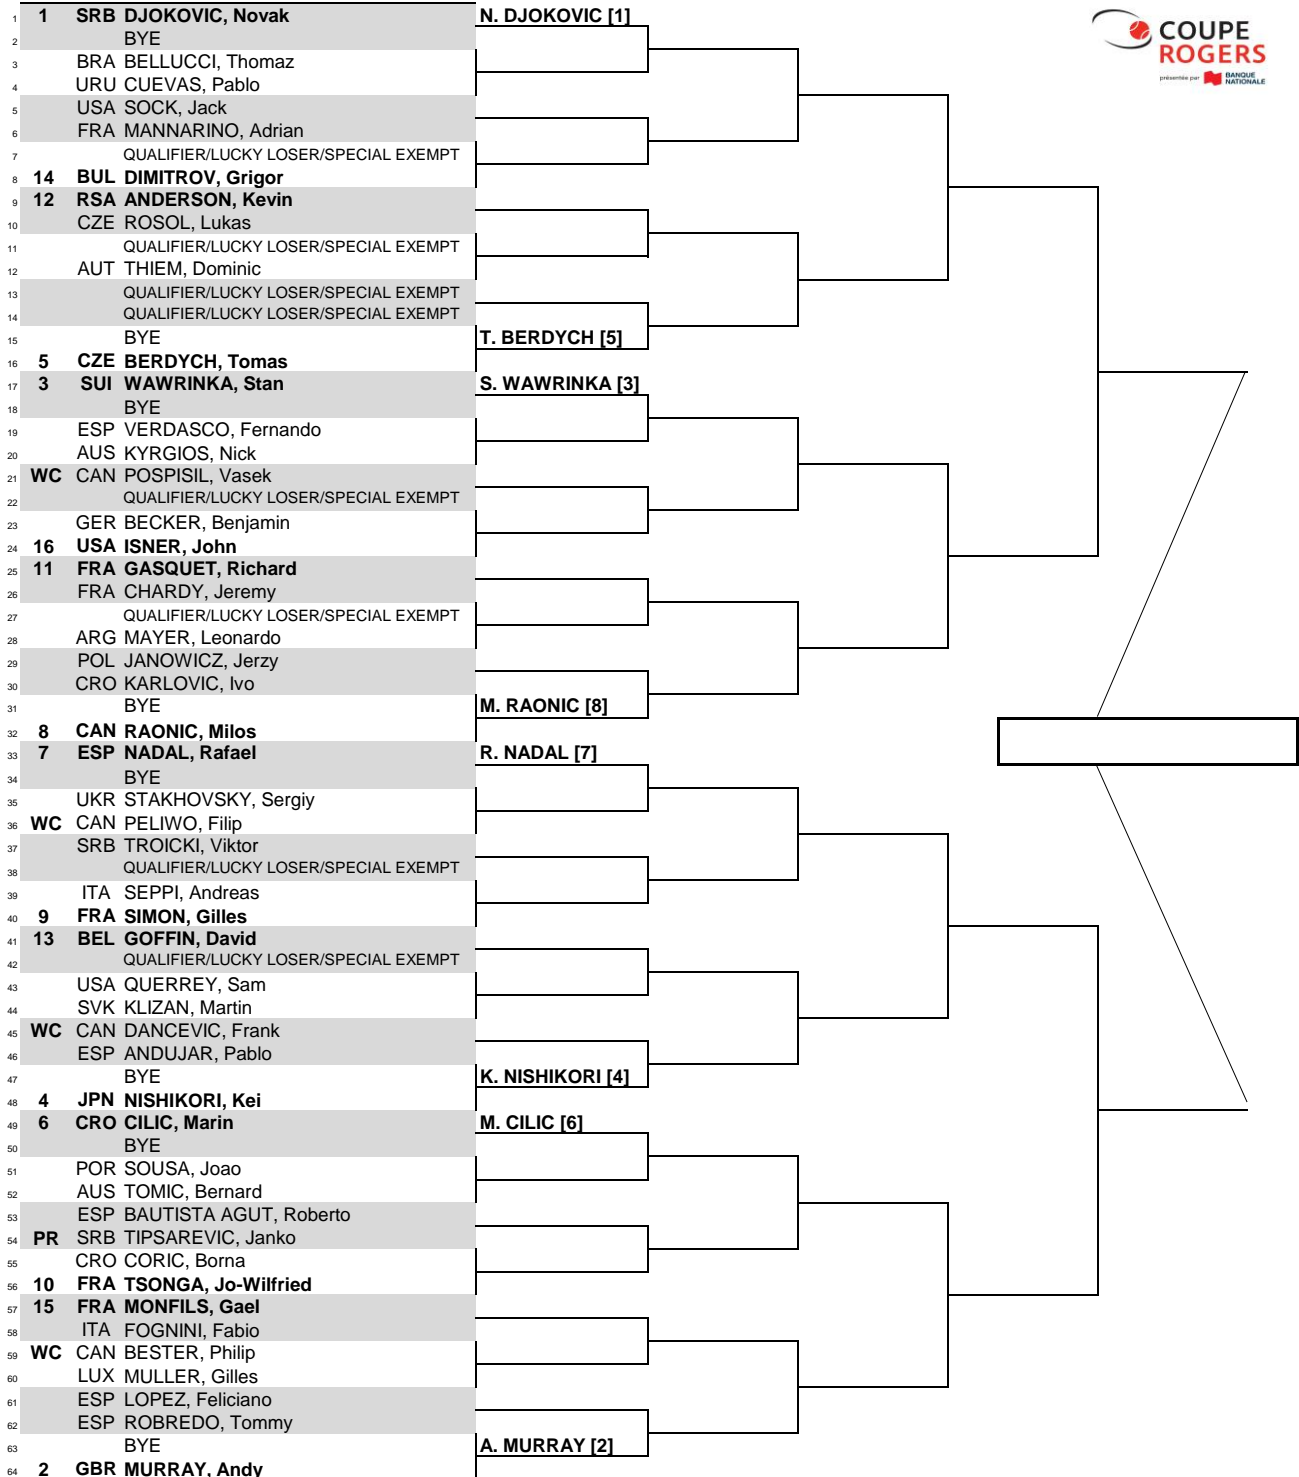 1 1 SRB DJOKOVIC, Novak N. DJOKOVIC [1]
2 BYE
COUPE
ROGERS
présentée par BANQUE
NATIONALE
3 BRA BELLUCCI, Thomaz
4 URU CUEVAS, Pablo
5 USA SOCK, Jack
6 FRA MANNARINO, Adrian
7 QUALIFIER/LUCKY LOSER/SPECIAL EXEMPT
8 14 BUL DIMITROV, Grigor
9 12 RSA ANDERSON, Kevin
10 CZE ROSOL, Lukas
11 QUALIFIER/LUCKY LOSER/SPECIAL EXEMPT
12 AUT THIEM, Dominic
13 QUALIFIER/LUCKY LOSER/SPECIAL EXEMPT
14 QUALIFIER/LUCKY LOSER/SPECIAL EXEMPT
15 BYE T. BERDYCH [5]
16 5 CZE BERDYCH, Tomas
17 3 SUI WAWRINKA, Stan S. WAWRINKA [3]
18 BYE
19 ESP VERDASCO, Fernando
20 AUS KYRGIOS, Nick
21 WC CAN POSPISIL, Vasek
22 QUALIFIER/LUCKY LOSER/SPECIAL EXEMPT
23 GER BECKER, Benjamin
24 16 USA ISNER, John
25 11 FRA GASQUET, Richard
26 FRA CHARDY, Jeremy
27 QUALIFIER/LUCKY LOSER/SPECIAL EXEMPT
28 ARG MAYER, Leonardo
29 POL JANOWICZ, Jerzy
30 CRO KARLOVIC, Ivo
31 BYE M. RAONIC [8]
32 8 CAN RAONIC, Milos
33 7 ESP NADAL, Rafael R. NADAL [7]
34 BYE
35 UKR STAKHOVSKY, Sergiy
36 WC CAN PELIWO, Filip
37 SRB TROICKI, Viktor
38 QUALIFIER/LUCKY LOSER/SPECIAL EXEMPT
39 ITA SEPPI, Andreas
40 9 FRA SIMON, Gilles
41 13 BEL GOFFIN, David
42 QUALIFIER/LUCKY LOSER/SPECIAL EXEMPT
43 USA QUERREY, Sam
44 SVK KLIZAN, Martin
45 WC CAN DANCEVIC, Frank
46 ESP ANDUJAR, Pablo
47 BYE K. NISHIKORI [4]
48 4 JPN NISHIKORI, Kei
49 6 CRO CILIC, Marin M. CILIC [6]
50 BYE
51 POR SOUSA, Joao
52 AUS TOMIC, Bernard
53 ESP BAUTISTA AGUT, Roberto
54 PR SRB TIPSAREVIC, Janko
55 CRO CORIC, Borna
56 10 FRA TSONGA, Jo-Wilfried
57 15 FRA MONFILS, Gael
58 ITA FOGNINI, Fabio
59 WC CAN BESTER, Philip
60 LUX MULLER, Gilles
61 ESP LOPEZ, Feliciano
62 ESP ROBREDO, Tommy
63 BYE A. MURRAY [2]
64 2 GBR MURRAY, Andy